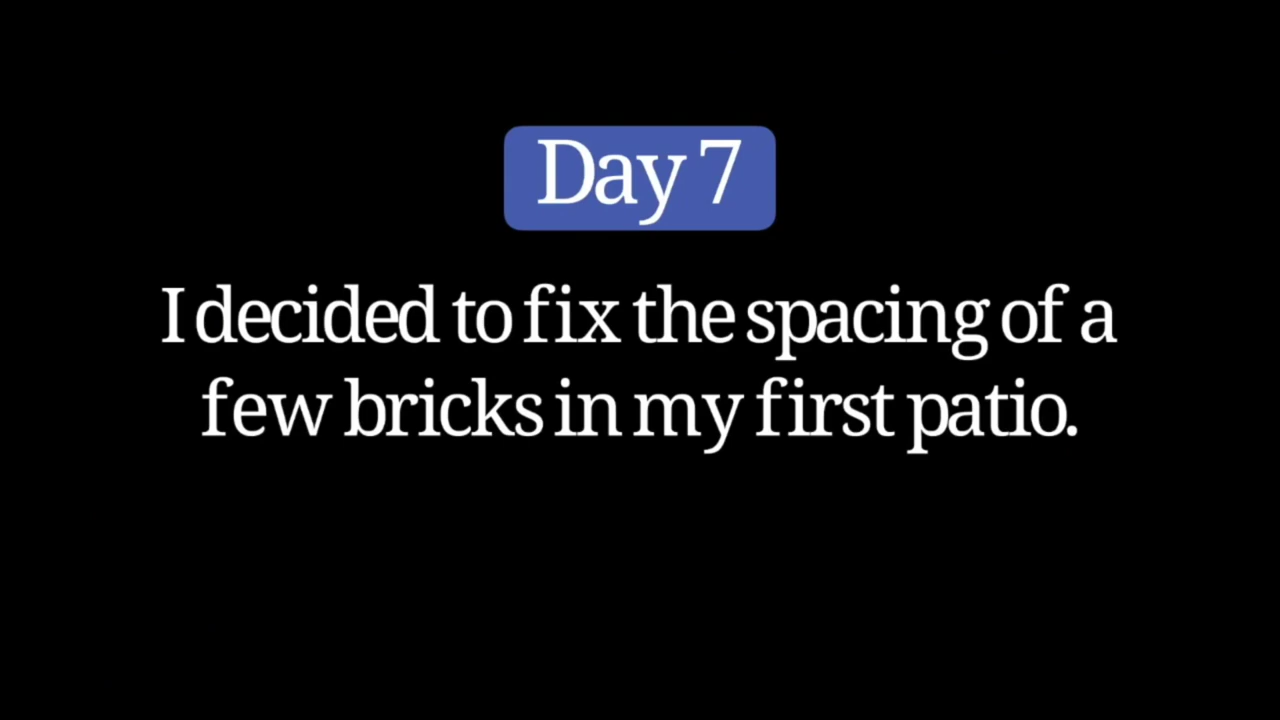 Day 7
I decided to fix the spacing of a
few bricks in my first patio.